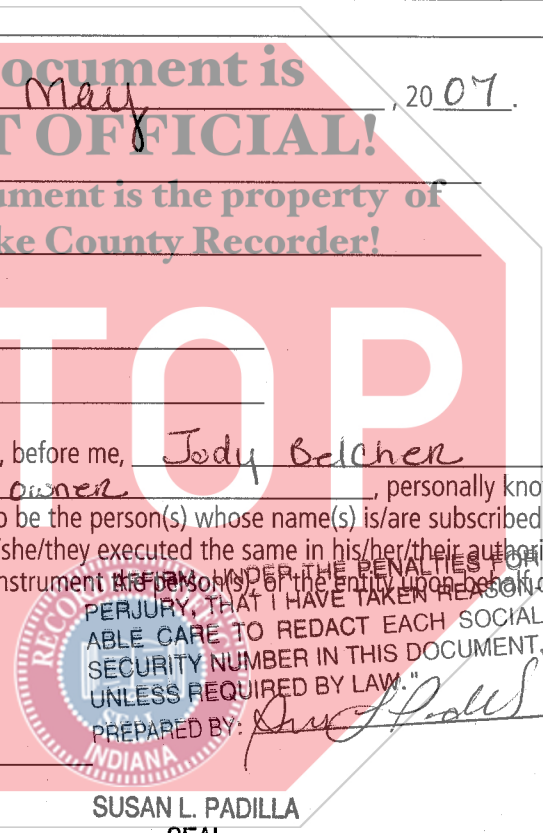 ocument is
May , 20 07.
T OFFICIAL!
ument is the property of
ke County Recorder!
TOP
, before me, Jody Belcher
owner , personally kno
o be the person(s) whose name(s) is/are subscribed
/she/they executed the same in his/her/their authori
nstrument the person(s), or the entity upon behalf o
AFFIRM, UNDER THE PENALTIES FOR
PERJURY, THAT I HAVE TAKEN REASON-
ABLE CARE TO REDACT EACH SOCIAL
SECURITY NUMBER IN THIS DOCUMENT,
UNLESS REQUIRED BY LAW."
PREPARED BY:
RECOR
INDIANA
SUSAN L. PADILLA
SEAL